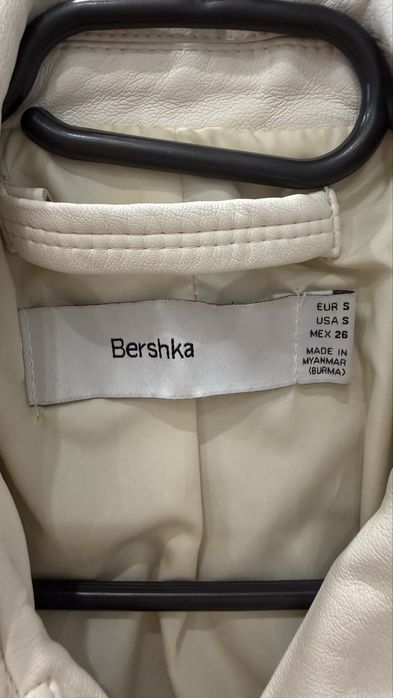 Bershka
EUR S
USA S
MEX 26
MADE IN
MYANMAR
(BURMA)